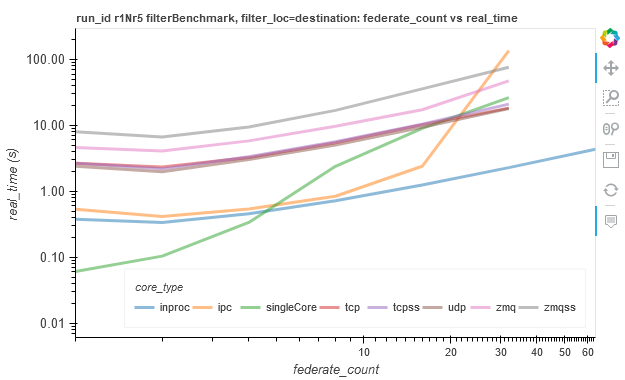 run_id r1Nr5 filterBenchmark, filter_loc=destination: federate_count vs real_time
real_time (s)
100.00
10.00
1.00
0.10
0.01
core_type
inproc ipc singleCore tcp tcpss udp zmq zmqss
10 20 30 40 50 60
federate_count